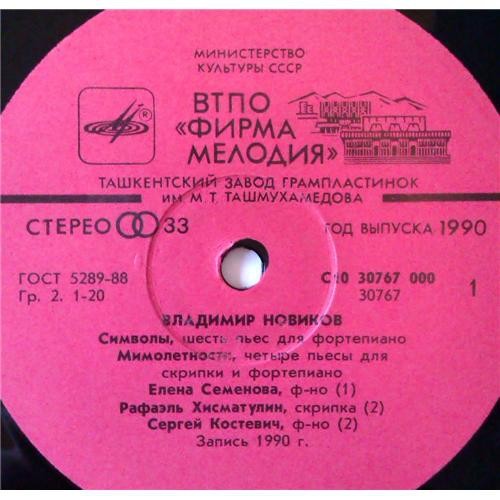 МИНИСТЕРСТВО
КУЛЬТУРЫ СССР
ВТПО
«ФИРМА
МЕЛОДИЯ»
®
ТАШКЕНТСКИЙ ЗАВОД ГРАМПЛАСТИНОК
ИМ. М. Т. ТАШМУХАМЕДОВА
СТЕРЕО 33
ГОД ВЫПУСКА 1990
ГОСТ 5289-88
Гр. 2. 1-20
С10 30767 000
30767
1
ВЛАДИМИР НОВИКОВ
Символы, шесть пьес для фортепиано
Мимолетности, четыре пьесы для
скрипки и фортепиано
Елена Семенова, ф-но (1)
Рафаэль Хисматулин, скрипка (2)
Сергей Костевич, ф-но (2)
Запись 1990 г.